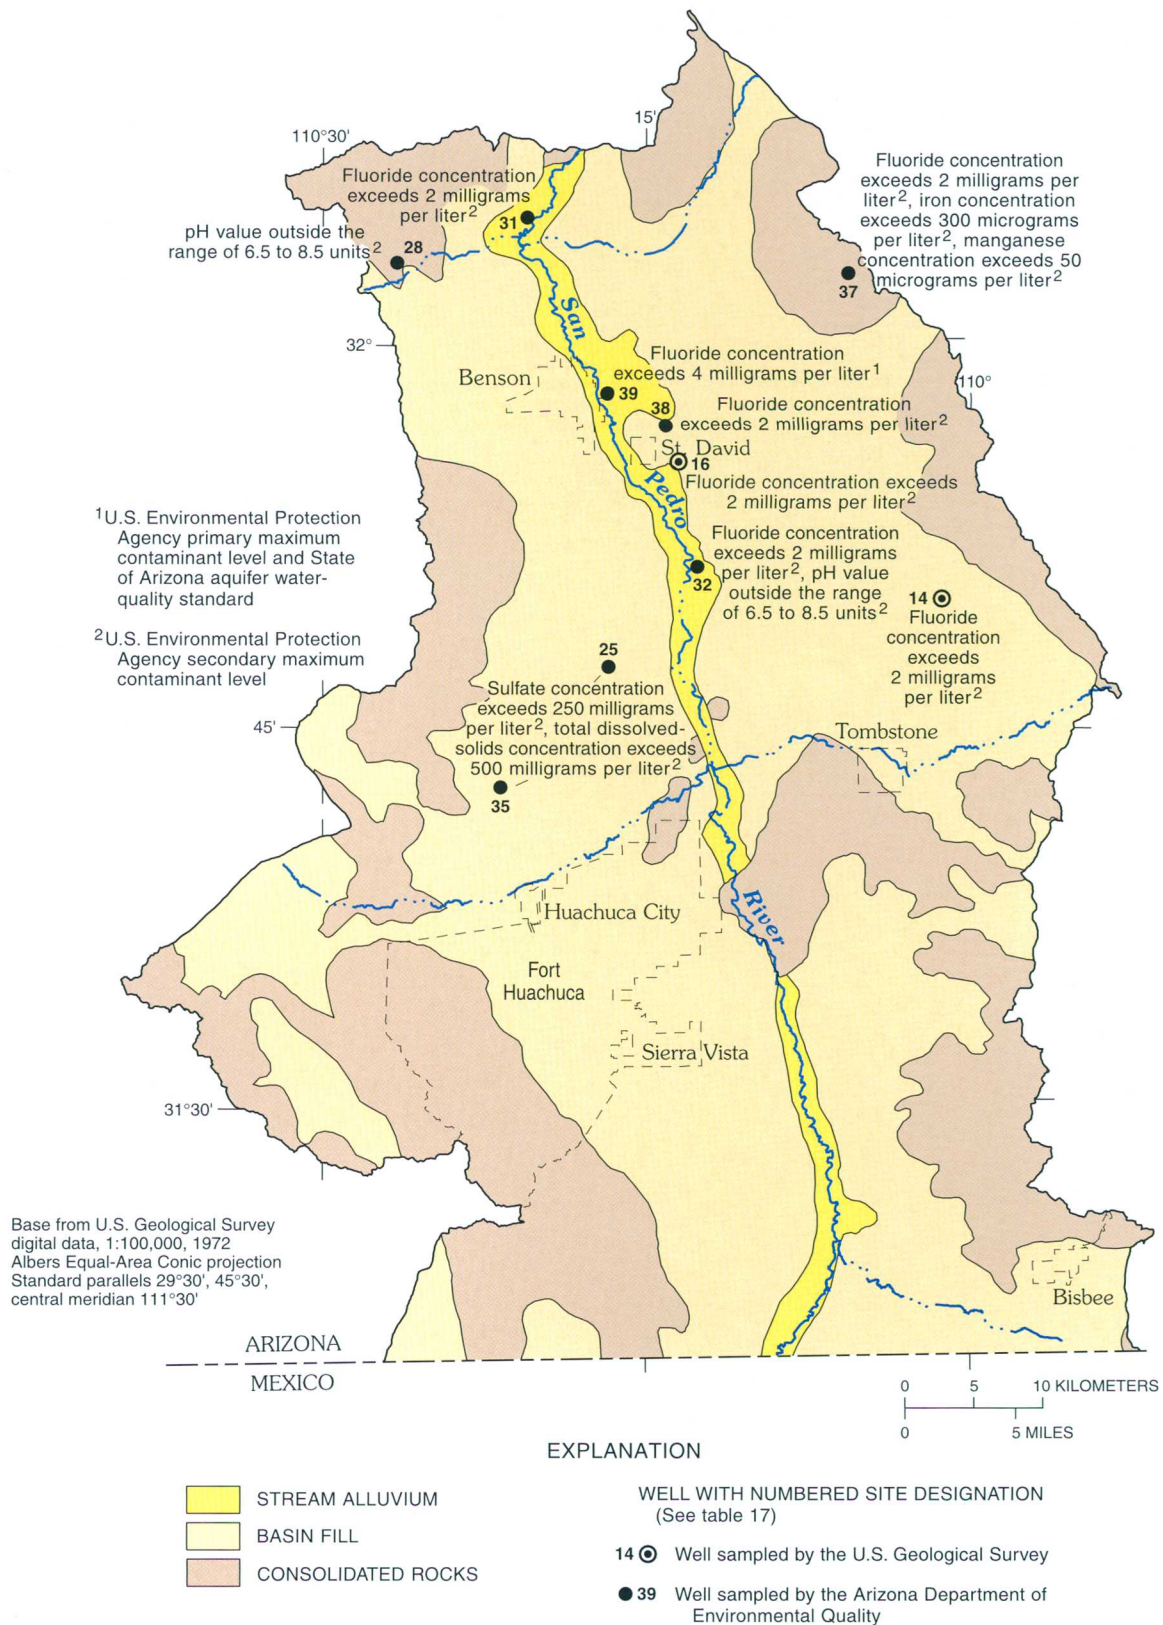 110°30'
15'
Fluoride concentration
exceeds 2 milligrams
per liter2
31
pH value outside the
range of 6.5 to 8.5 units2
28
Fluoride concentration
exceeds 2 milligrams per
liter2, iron concentration
exceeds 300 micrograms
per liter2, manganese
concentration exceeds 50
micrograms per liter2
37
San
32°
Benson
Fluoride concentration
exceeds 4 milligrams per liter1
39
110°
38
Fluoride concentration
exceeds 2 milligrams per liter2
St. David
16
Fluoride concentration exceeds
2 milligrams per liter2
Pedro
1U.S. Environmental Protection
Agency primary maximum
contaminant level and State
of Arizona aquifer water-
quality standard
2U.S. Environmental Protection
Agency secondary maximum
contaminant level
Fluoride concentration
exceeds 2 milligrams
per liter2, pH value
outside the range
of 6.5 to 8.5 units2
32
14
Fluoride
concentration
exceeds
2 milligrams
per liter2
25
Sulfate concentration
exceeds 250 milligrams
per liter2, total dissolved-
solids concentration exceeds
500 milligrams per liter2
35
45'
Tombstone
River
Huachuca City
Fort
Huachuca
Sierra Vista
31°30'
Base from U.S. Geological Survey
digital data, 1:100,000, 1972
Albers Equal-Area Conic projection
Standard parallels 29°30', 45°30',
central meridian 111°30'
Bisbee
ARIZONA
MEXICO
0 5 10 KILOMETERS
0 5 MILES
EXPLANATION
STREAM ALLUVIUM
BASIN FILL
CONSOLIDATED ROCKS
WELL WITH NUMBERED SITE DESIGNATION
(See table 17)
14 Well sampled by the U.S. Geological Survey
39 Well sampled by the Arizona Department of
Environmental Quality